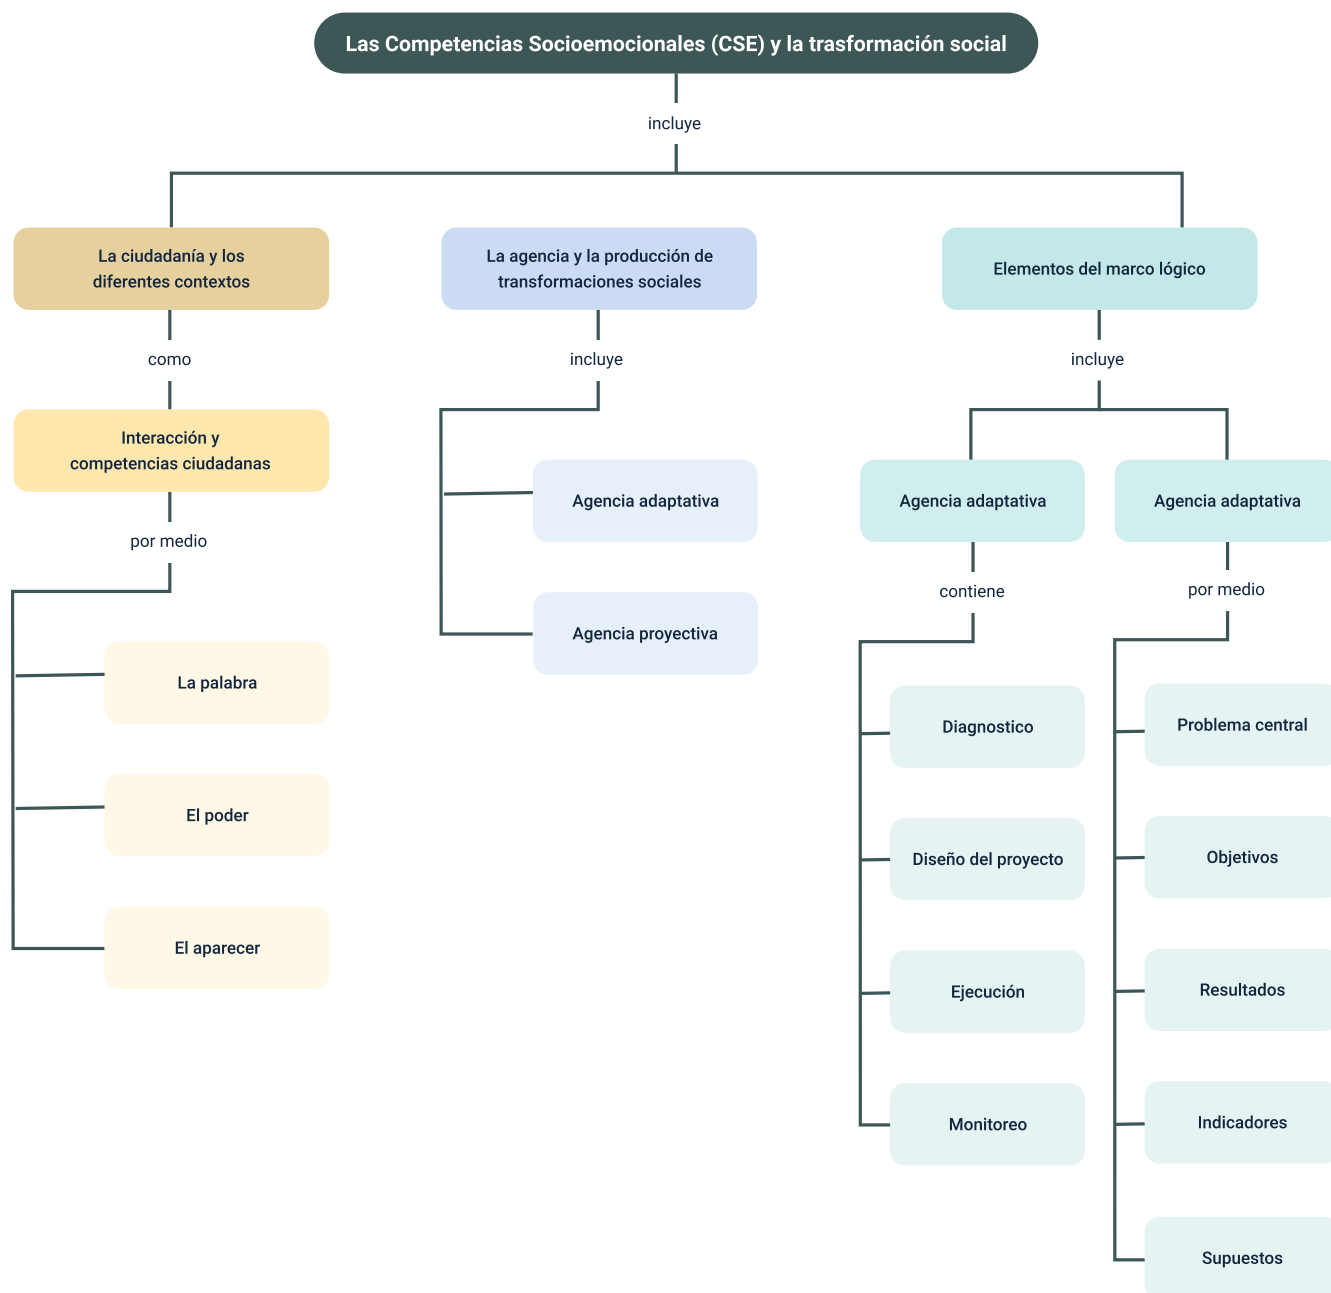 Las Competencias Socioemocionales (CSE) y la trasformación social
incluye
La ciudadanía y los
diferentes contextos
como
Interacción y
competencias ciudadanas
por medio
La palabra
El poder
El aparecer
La agencia y la producción de
transformaciones sociales
incluye
Agencia adaptativa
Agencia proyectiva
Elementos del marco lógico
incluye
Agencia adaptativa
contiene
Diagnostico
Diseño del proyecto
Ejecución
Monitoreo
Agencia adaptativa
por medio
Problema central
Objetivos
Resultados
Indicadores
Supuestos